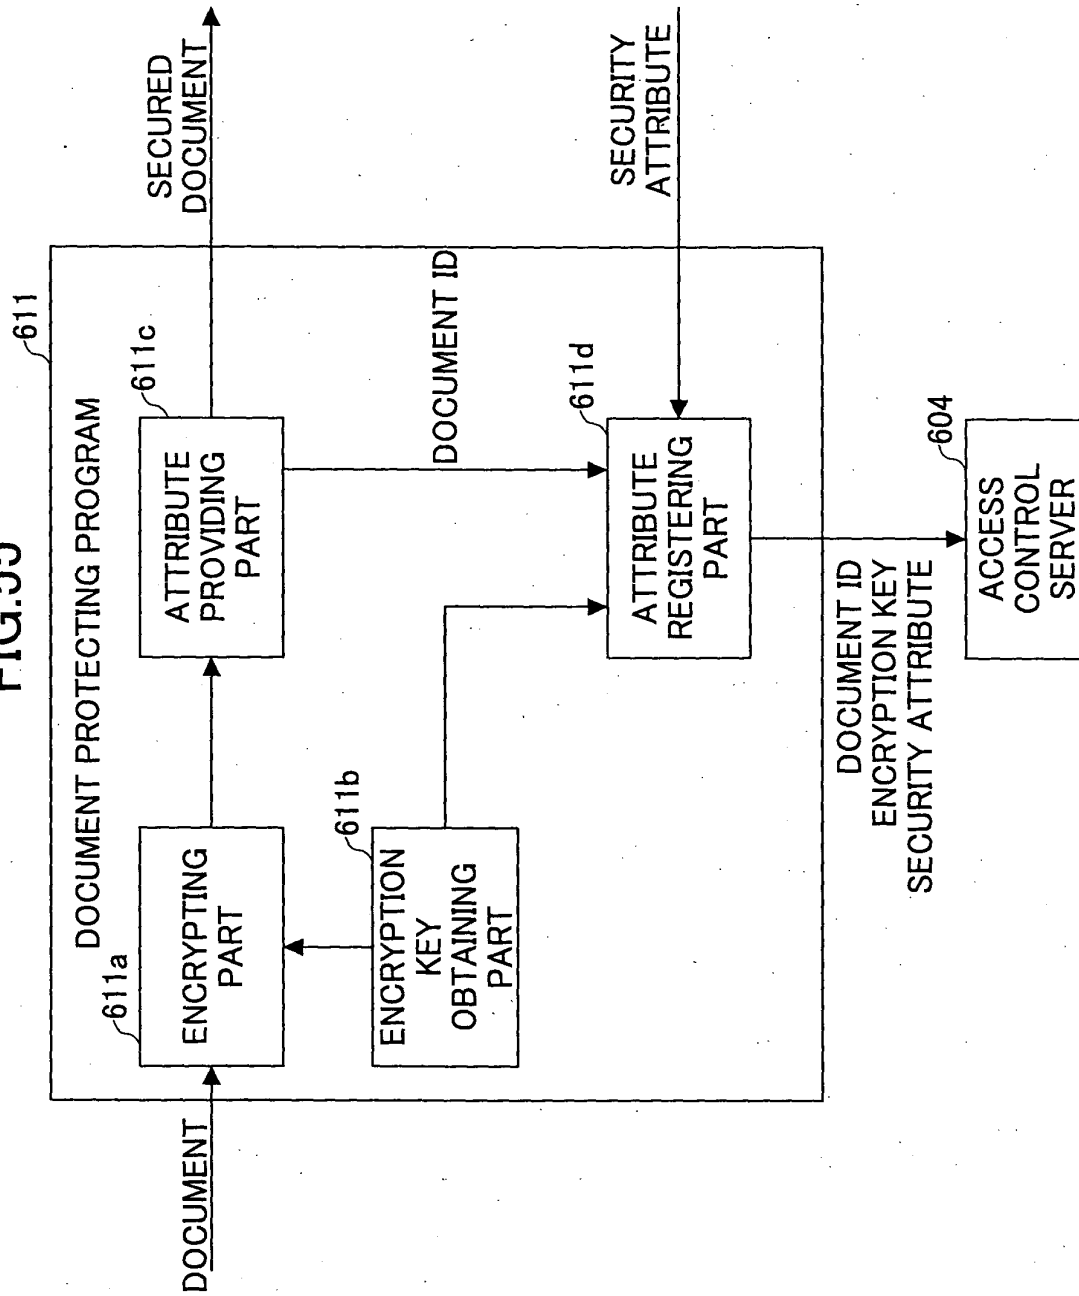 FIG.55
611
DOCUMENT PROTECTING PROGRAM
DOCUMENT
611a
ENCRYPTING
PART
611c
ATTRIBUTE
PROVIDING
PART
SECURED
DOCUMENT
611b
ENCRYPTION
KEY
OBTAINING
PART
DOCUMENT ID
611d
ATTRIBUTE
REGISTERING
PART
SECURITY
ATTRIBUTE
DOCUMENT ID
ENCRYPTION KEY
SECURITY ATTRIBUTE
604
ACCESS
CONTROL
SERVER